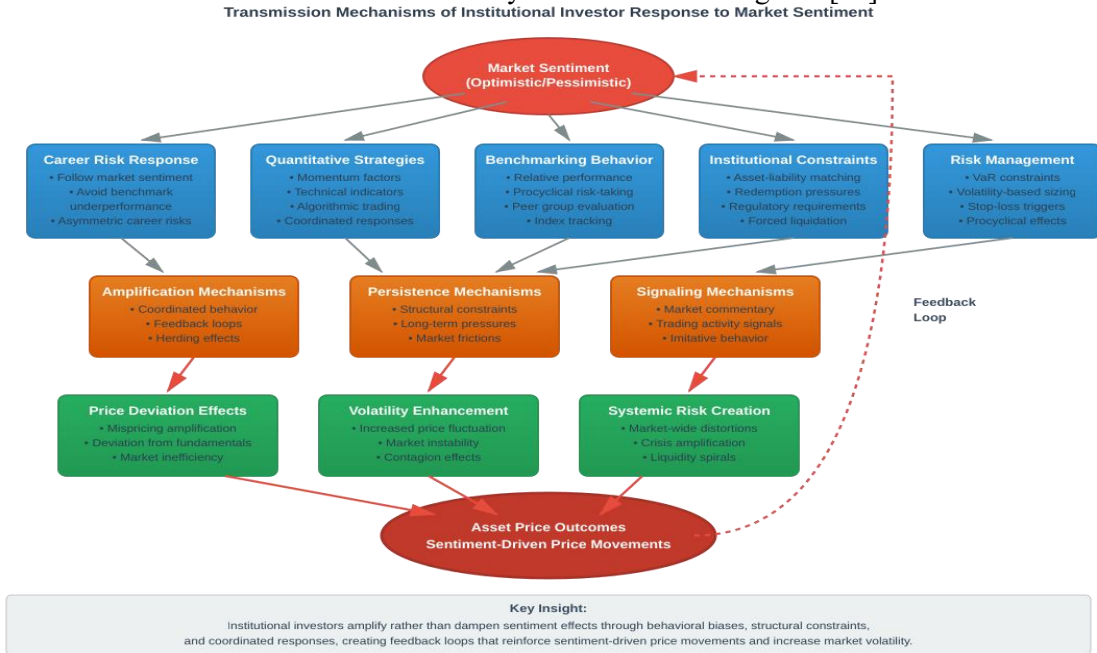 Transmission Mechanisms of Institutional Investor Response to Market Sentiment
Market Sentiment
(Optimistic/Pessimistic)
Career Risk Response
• Follow market sentiment
• Avoid benchmark
underperformance
• Asymmetric career risks
Quantitative Strategies
• Momentum factors
• Technical indicators
• Algorithmic trading
• Coordinated responses
Benchmarking Behavior
• Relative performance
• Procyclical risk-taking
• Peer group evaluation
• Index tracking
Institutional Constraints
• Asset-liability matching
• Redemption pressures
• Regulatory requirements
• Forced liquidation
Risk Management
• VaR constraints
• Volatility-based sizing
• Stop-loss triggers
• Procyclical effects
Amplification Mechanisms
• Coordinated behavior
• Feedback loops
• Herding effects
Persistence Mechanisms
• Structural constraints
• Long-term pressures
• Market frictions
Signaling Mechanisms
• Market commentary
• Trading activity signals
• Imitative behavior
Feedback
Loop
Price Deviation Effects
• Mispricing amplification
• Deviation from fundamentals
• Market inefficiency
Volatility Enhancement
• Increased price fluctuation
• Market instability
• Contagion effects
Systemic Risk Creation
• Market-wide distortions
• Crisis amplification
• Liquidity spirals
Asset Price Outcomes
Sentiment-Driven Price Movements
Key Insight:
Institutional investors amplify rather than dampen sentiment effects through behavioral biases, structural constraints,
and coordinated responses, creating feedback loops that reinforce sentiment-driven price movements and increase market volatility.